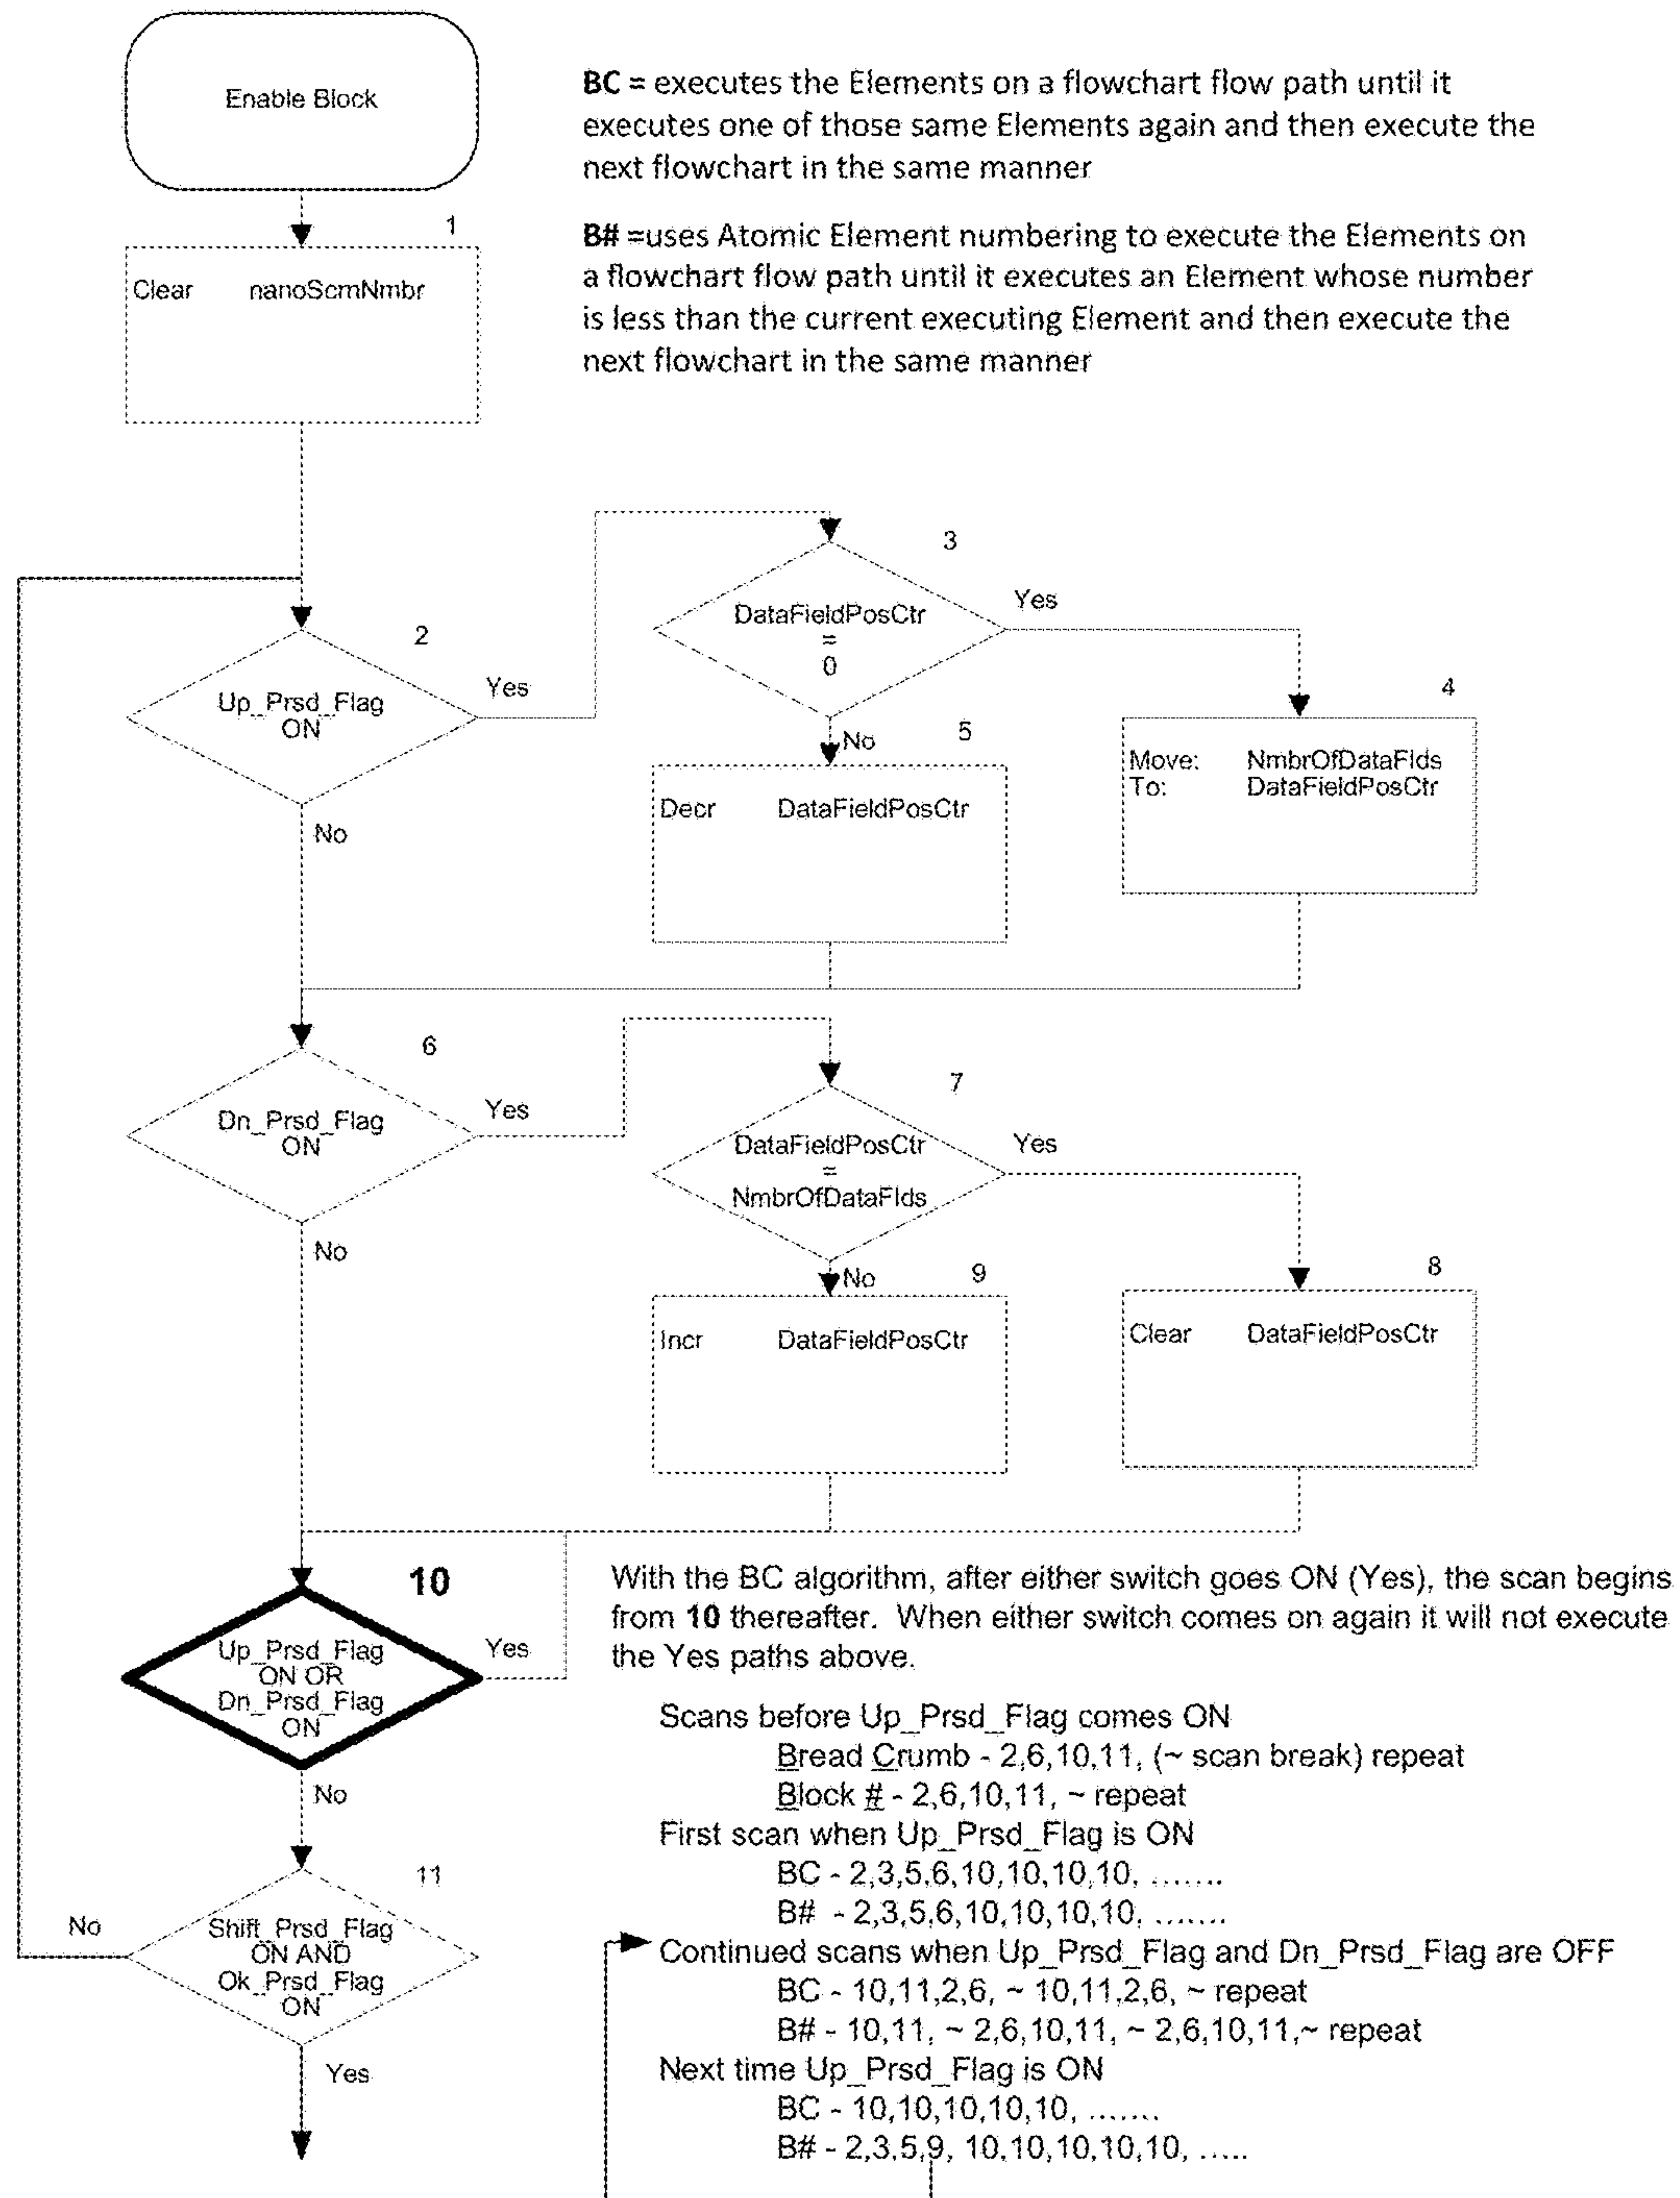 Enable Block
BC = executes the Elements on a flowchart flow path until it
executes one of those same Elements again and then execute the
next flowchart in the same manner
B# =uses Atomic Element numbering to execute the Elements on
a flowchart flow path until it executes an Element whose number
is less than the current executing Element and then execute the
next flowchart in the same manner
1
Clear nanoScrnNmbr
2
Up_Prsd_Flag
ON
Yes
No
3
DataFieldPosCtr
=
0
Yes
No
4
Move: NmbrOfDataFlds
To: DataFieldPosCtr
5
Decr DataFieldPosCtr
6
Dn_Prsd_Flag
ON
Yes
No
7
DataFieldPosCtr
=
NmbrOfDataFlds
Yes
No
8
Clear DataFieldPosCtr
9
Incr DataFieldPosCtr
10
Up_Prsd_Flag
ON OR
Dn_Prsd_Flag
ON
Yes
No
With the BC algorithm, after either switch goes ON (Yes), the scan begins
from 10 thereafter. When either switch comes on again it will not execute
the Yes paths above.
11
Shift_Prsd_Flag
ON AND
Ok_Prsd_Flag
ON
No
Yes
Scans before Up_Prsd_Flag comes ON
Bread Crumb - 2,6,10,11, (~ scan break) repeat
Block # - 2,6,10,11, ~ repeat
First scan when Up_Prsd_Flag is ON
BC - 2,3,5,6,10,10,10,10, .......
B# - 2,3,5,6,10,10,10,10, .......
Continued scans when Up_Prsd_Flag and Dn_Prsd_Flag are OFF
BC - 10,11,2,6, ~ 10,11,2,6, ~ repeat
B# - 10,11, ~ 2,6,10,11, ~ 2,6,10,11,~ repeat
Next time Up_Prsd_Flag is ON
BC - 10,10,10,10,10, .......
B# - 2,3,5,9, 10,10,10,10,10, .....